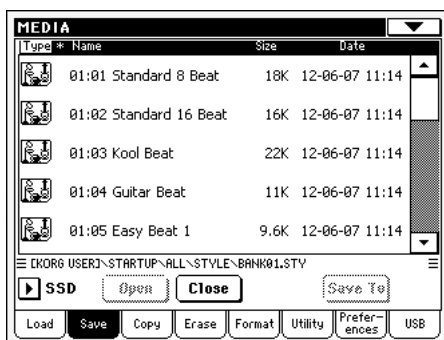 MEDIA
Type * Name Size Date
01:01 Standard 8 Beat 18K 12-06-07 11:14
01:02 Standard 16 Beat 16K 12-06-07 11:14
01:03 Kool Beat 22K 12-06-07 11:14
01:04 Guitar Beat 11K 12-06-07 11:14
01:05 Easy Beat 1 9.6K 12-06-07 11:14
[KORG USER]\STARTUP\ALL\STYLE\BANK01.STY
SSD Open Close Save To
Load Save Copy Erase Format Utility Prefer-ences USB